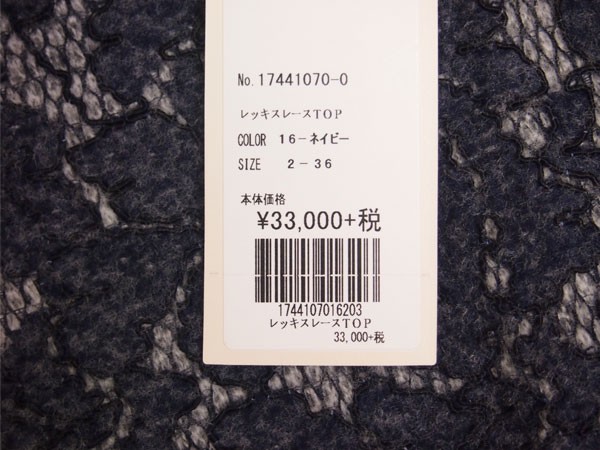 No. 17441070-0
レッキスレースTOP
COLOR 16-ネイビー
SIZE 2-36
本体価格
¥33,000+税
1744107016203
レッキスレースTOP
33,000+税